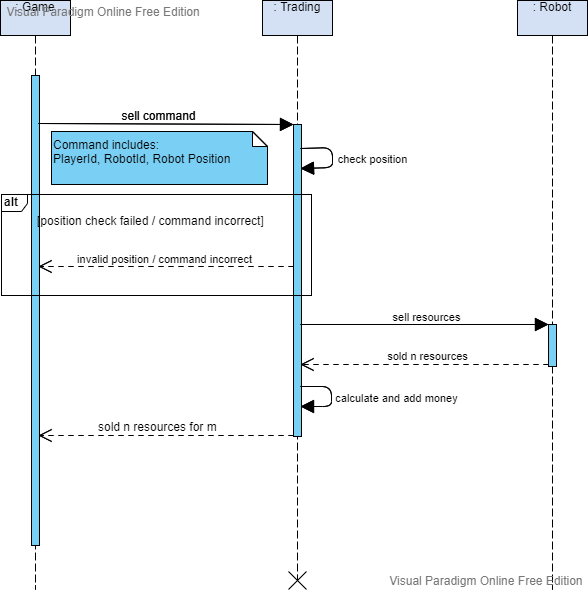 : Game
Visual Paradigm Online Free Edition
: Trading
: Robot
sell command
Command includes:
PlayerId, RobotId, Robot Position
check position
alt
[position check failed / command incorrect]
invalid position / command incorrect
sell resources
sold n resources
calculate and add money
sold n resources for m
Visual Paradigm Online Free Edition